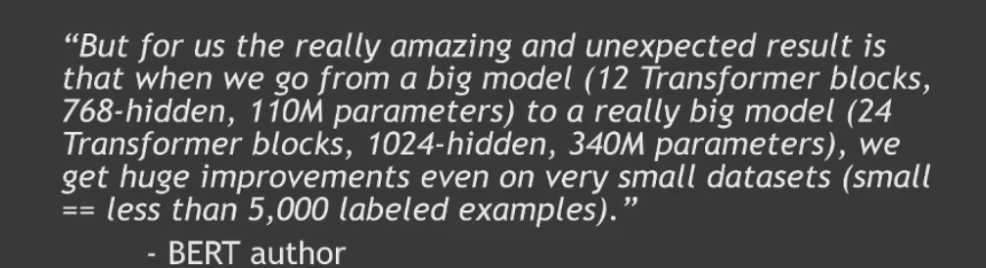 “But for us the really amazing and unexpected result is
that when we go from a big model (12 Transformer blocks,
768-hidden, 110M parameters) to a really big model (24
Transformer blocks, 1024-hidden, 340M parameters), we
get huge improvements even on very small datasets (small
== less than 5,000 labeled examples).”
- BERT author